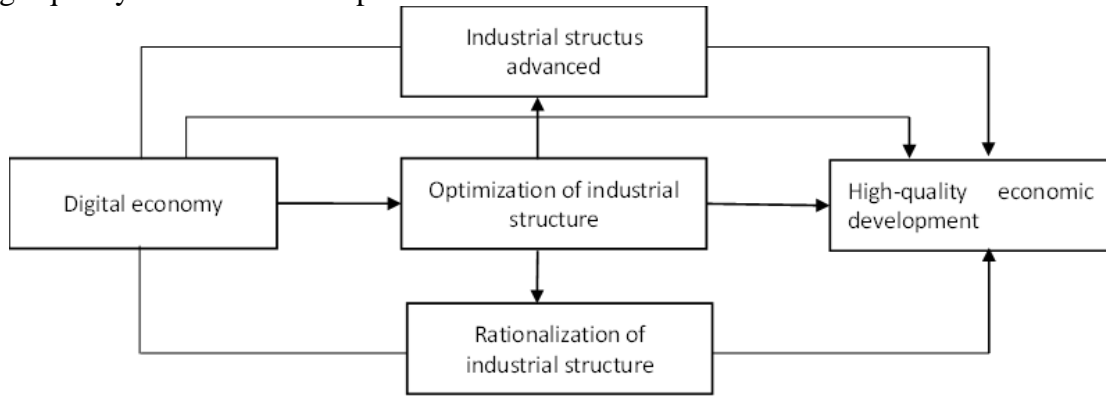 Industrial structus
advanced
Digital economy
Optimization of industrial
structure
High-quality economic
development
Rationalization of
industrial structure